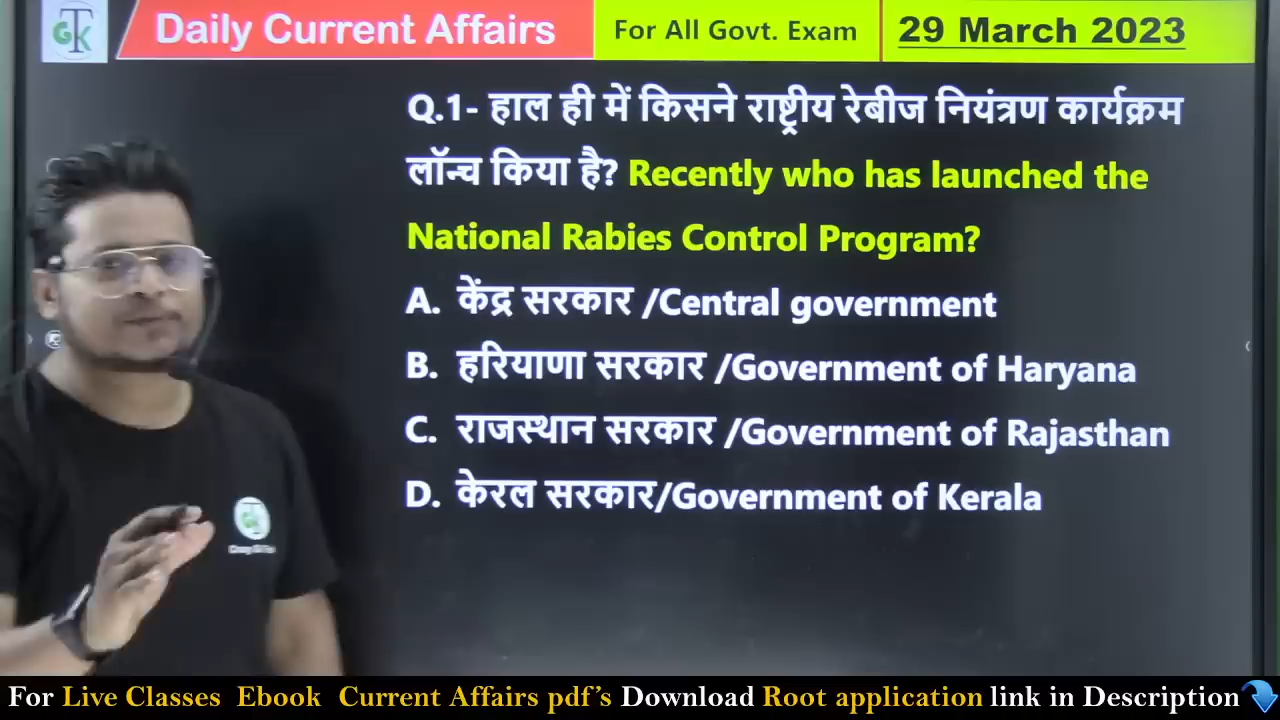 GTK
Daily Current Affairs
For All Govt. Exam
29 March 2023
Q.1- हाल ही में किसने राष्ट्रीय रेबीज नियंत्रण कार्यक्रम
लॉन्च किया है? Recently who has launched the
National Rabies Control Program?
A. केंद्र सरकार /Central government
B. हरियाणा सरकार /Government of Haryana
C. राजस्थान सरकार /Government of Rajasthan
D. केरल सरकार/Government of Kerala
For Live Classes Ebook Current Affairs pdf’s Download Root application link in Description